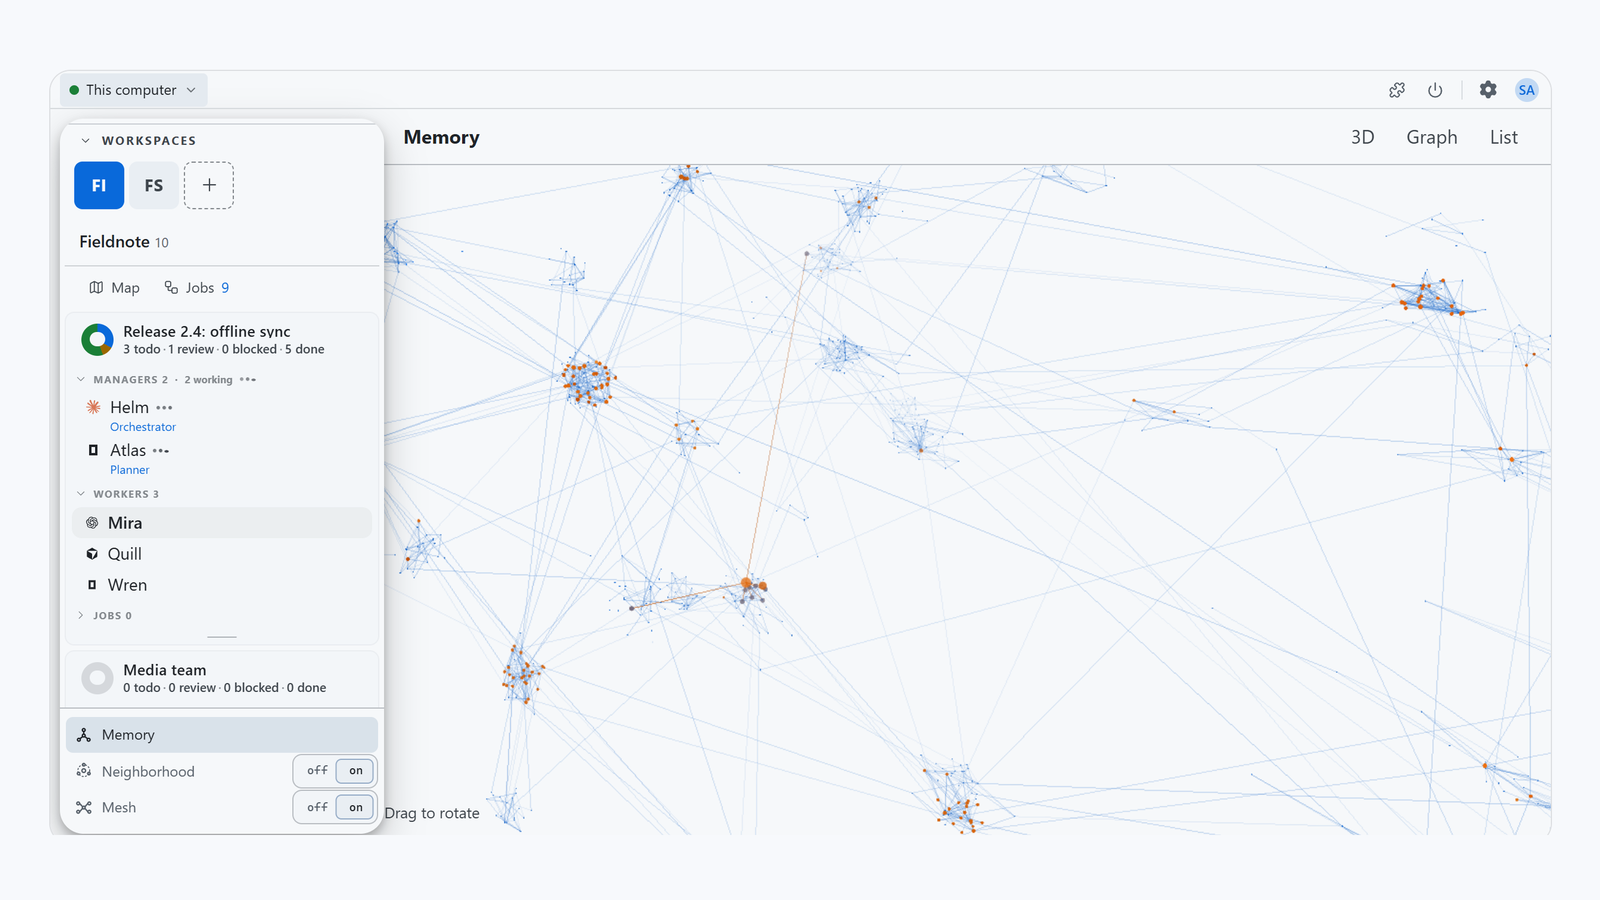 This computer
SA
WORKSPACES
FI FS +
Fieldnote 10
Map Jobs 9
Release 2.4: offline sync
3 todo · 1 review · 0 blocked · 5 done
MANAGERS 2 · 2 working
Helm
Orchestrator
Atlas
Planner
WORKERS 3
Mira
Quill
Wren
JOBS 0
Media team
0 todo · 0 review · 0 blocked · 0 done
Memory
Neighborhood off on
Mesh off on
Memory
3D Graph List
Drag to rotate